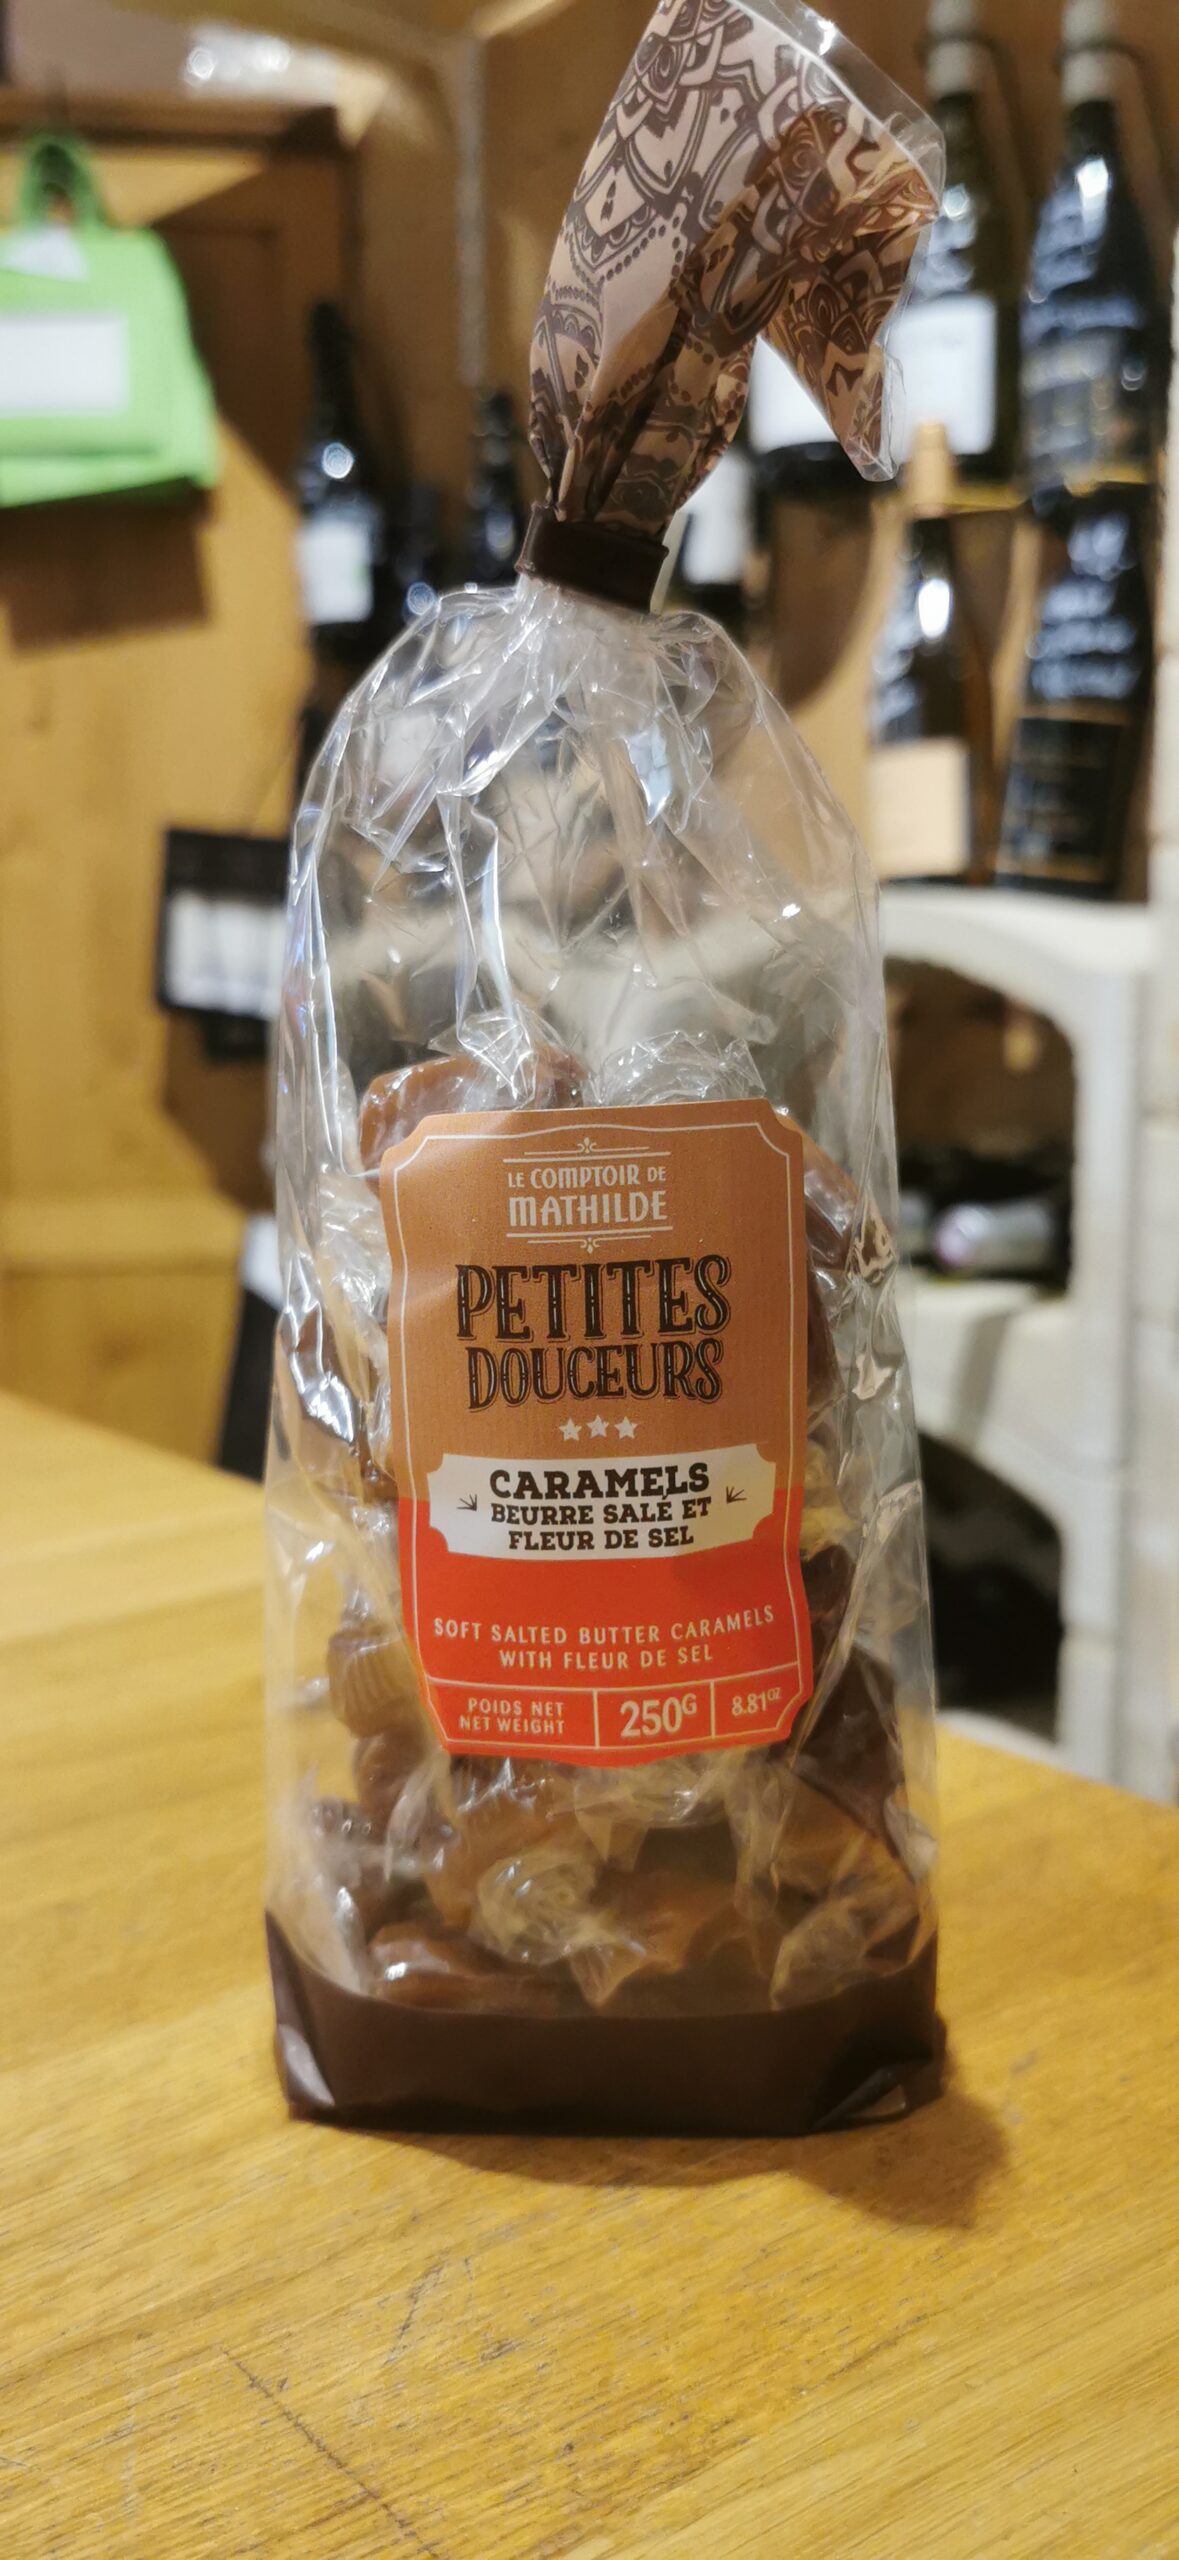 LE COMPTOIR DE
MATHILDE
PETITES
DOUCEURS
CARAMELS
BEURRE SALÉ ET
FLEUR DE SEL
SOFT SALTED BUTTER CARAMELS
WITH FLEUR DE SEL
POIDS NET
NET WEIGHT
250G
8.81OZ